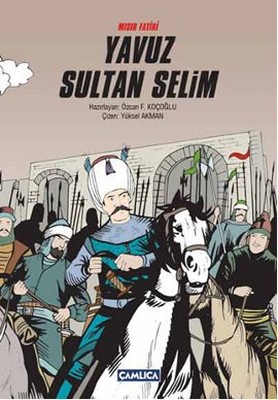 MISIR FATİHİ
YAVUZ
SULTAN SELİM
Hazırlayan: Özcan F. KOÇOĞLU
Çizen: Yüksel AKMAN
ÇAMLICA